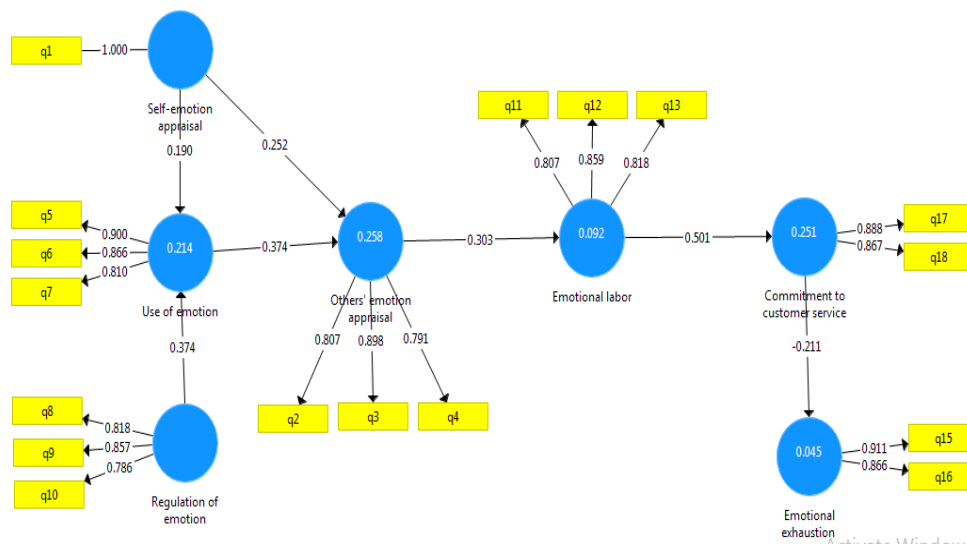 q1
1.000
Self-emotion
appraisal
0.190
0.252
q11
q12
q13
0.807
0.859
0.818
q5
q6
q7
0.900
0.866
0.810
0.214
Use of emotion
0.374
0.258
Others' emotion
appraisal
0.303
0.092
Emotional labor
0.501
0.251
Commitment to
customer service
0.888
0.867
q17
q18
0.374
0.807
0.898
0.791
q2
q3
q4
-0.211
q8
q9
q10
0.818
0.857
0.786
Regulation of
emotion
0.045
0.911
0.866
q15
q16
Emotional
exhaustion
Activate Window